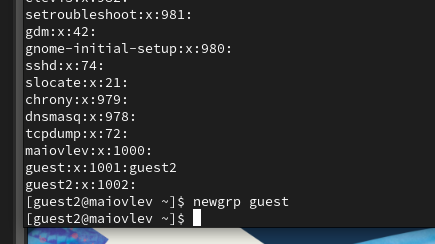 setroubleshoot:x:981:
gdm:x:42:
gnome-initial-setup:x:980:
sshd:x:74:
slocate:x:21:
chrony:x:979:
dnsmasq:x:978:
tcpdump:x:72:
maiovlev:x:1000:
guest:x:1001:guest2
guest2:x:1002:
[guest2@maiovlev ~]$ newgrp guest
[guest2@maiovlev ~]$